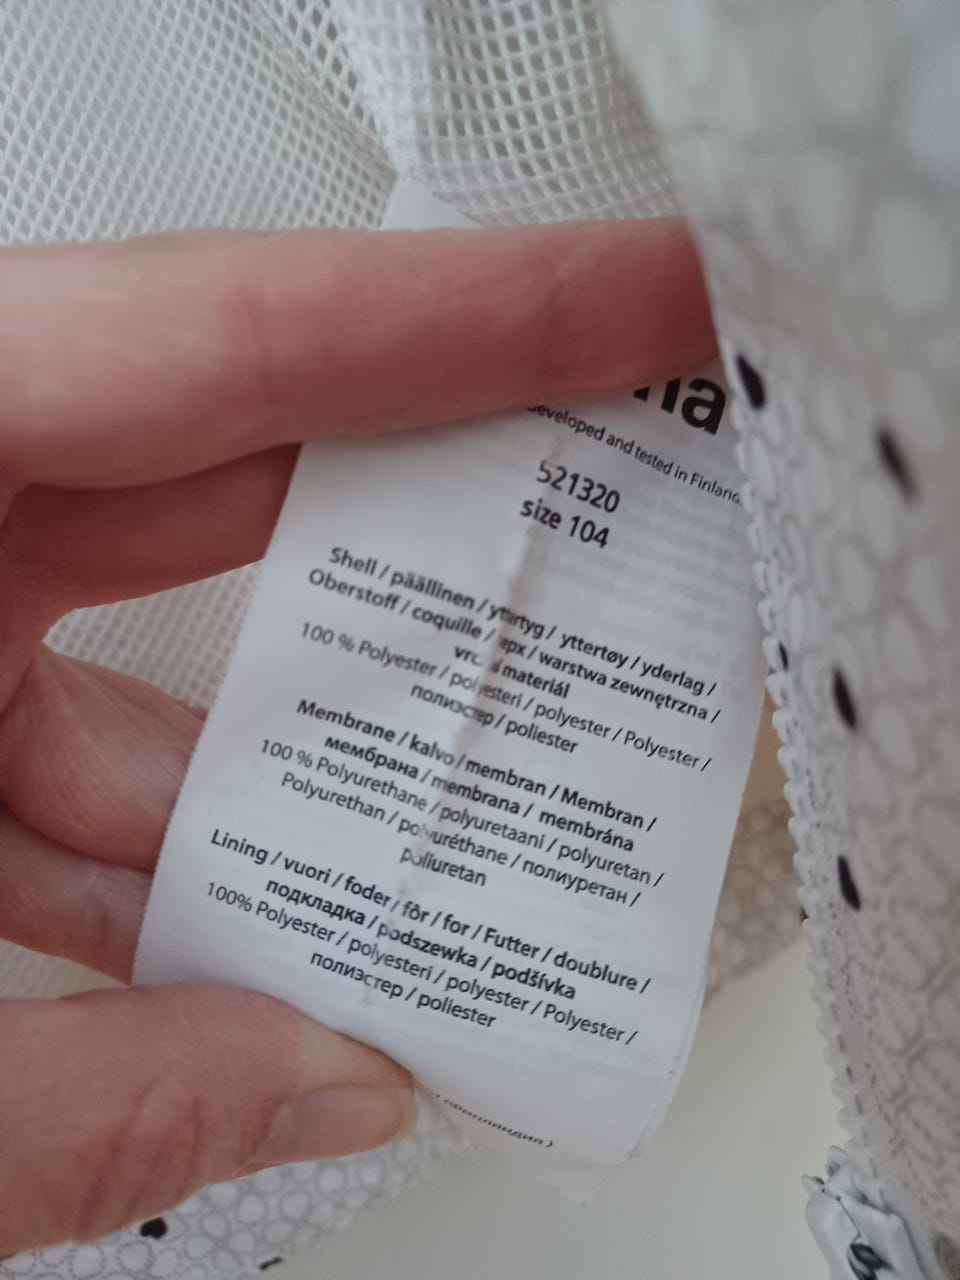 developed and tested in Finland
521320
size 104
Shell / päällinen / yttertyg / yttertøy / yderlag /
Oberstoff / coquille / верх / warstwa zewnętrzna /
materiál
100 % Polyester / polyesteri / polyester / Polyester /
полиэстер / poliester
Membrane / kalvo / membran / Membran /
мембрана / membrana / membrána
100 % Polyurethane / polyuretaani / polyuretan /
Polyurethan / polyuréthane / полиуретан /
poliuretan
Lining / vuori / foder / fôr / for / Futter / doublure /
подкладка / podszewka / podšívka
100% Polyester / polyesteri / polyester / Polyester /
полиэстер / poliester